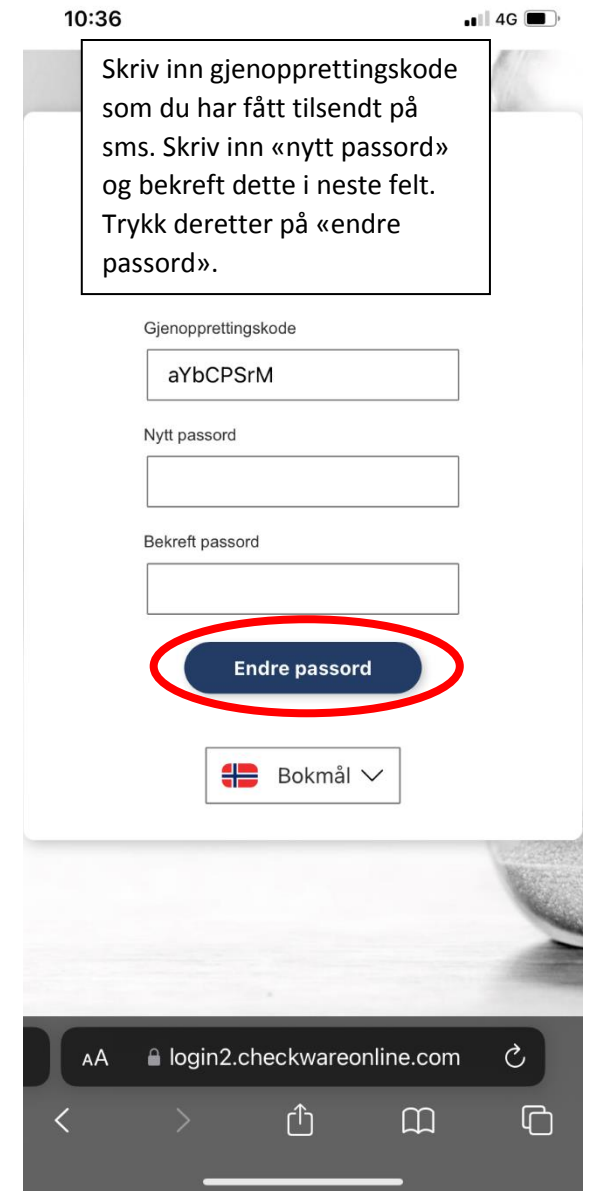 10:36
4G
Skriv inn gjenopprettingskode
som du har fått tilsendt på
sms. Skriv inn «nytt passord»
og bekreft dette i neste felt.
Trykk deretter på «endre
passord».
Gjenopprettingskode
aYbCPSrM
Nytt passord
Bekreft passord
Endre passord
Bokmål
AA login2.checkwareonline.com